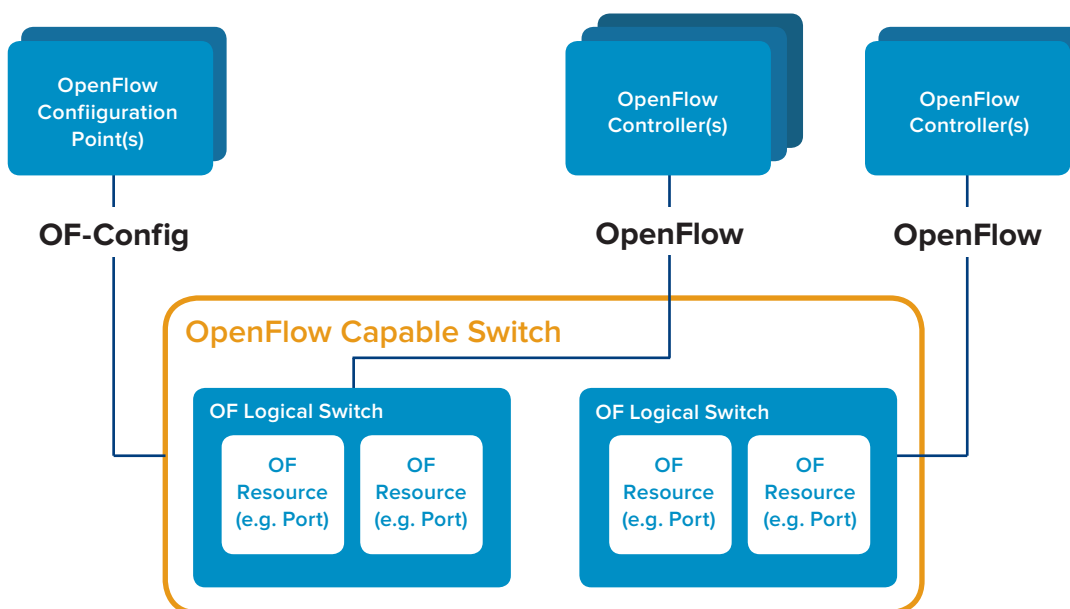 OpenFlow
Confiiguration
Point(s)
OpenFlow
Controller(s)
OpenFlow
Controller(s)
OF-Config
OpenFlow
OpenFlow
OpenFlow Capable Switch
OF Logical Switch
OF
Resource
(e.g. Port)
OF
Resource
(e.g. Port)
OF Logical Switch
OF
Resource
(e.g. Port)
OF
Resource
(e.g. Port)